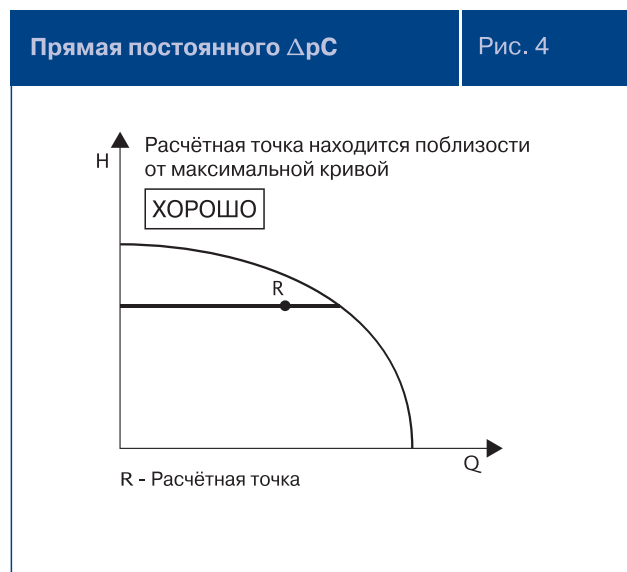 Прямая постоянного ΔpC
Рис. 4
H
Расчётная точка находится поблизости
от максимальной кривой
ХОРОШО
R
Q
R - Расчётная точка